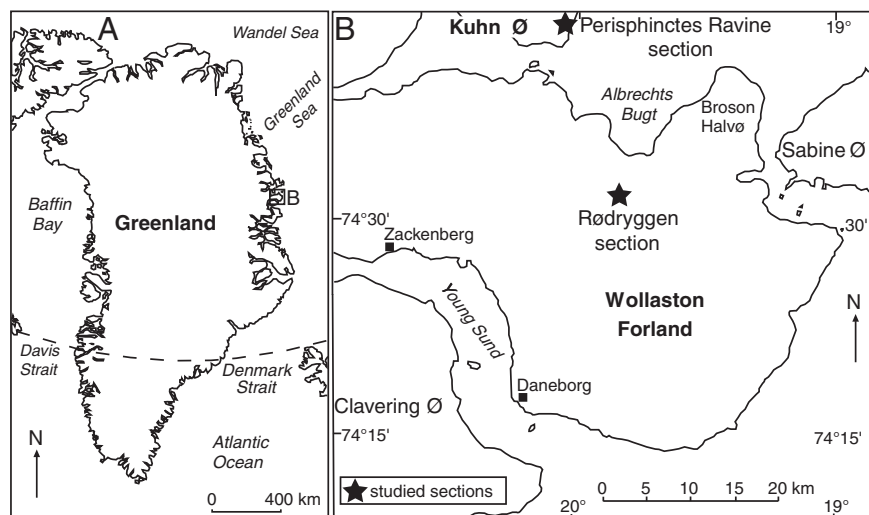 A
Wandel Sea
Greenland
Sea
B
Baffin
Bay
Greenland
Davis
Strait
Denmark
Strait
N
Atlantic
Ocean
0 400 km
B
Kuhn Ø
Perisphinctes Ravine
section
19°
Albrechts
Bugt
Broson
Halvø
Sabine Ø
74°30'
30'
Rødryggen
section
Zackenberg
Young Sund
Wollaston
Forland
N
Daneborg
Clavering Ø
74°15'
74°15'
studied sections
20°
0 5 10 15 20 km
19°